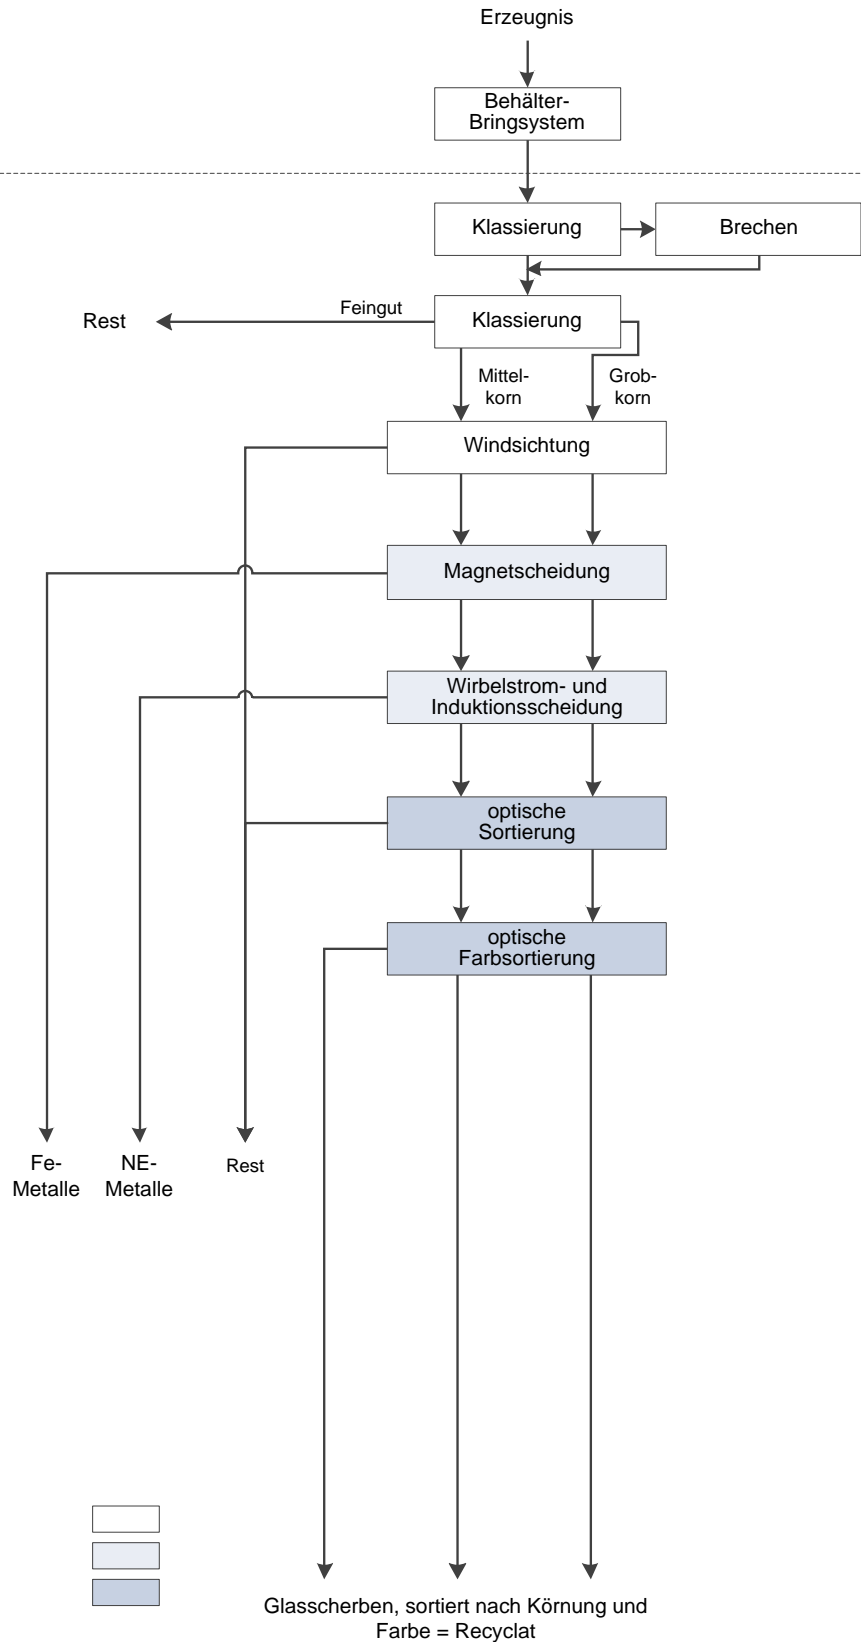 Erzeugnis
Behälter-
Bringsystem
Klassierung
Brechen
Feingut
Rest
Klassierung
Mittel-
korn
Grob-
korn
Windsichtung
Magnetscheidung
Wirbelstrom- und
Induktionsscheidung
optische
Sortierung
optische
Farbsortierung
Fe-
Metalle
NE-
Metalle
Rest
Glasscherben, sortiert nach Körnung und
Farbe = Recyclat